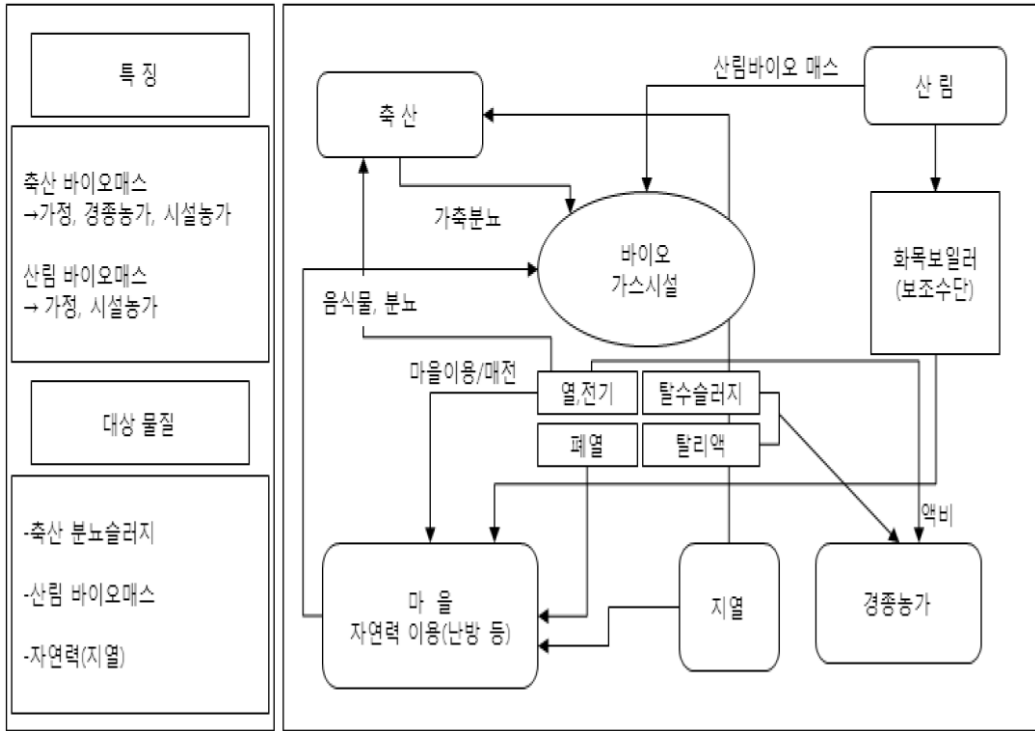 특 징
축산 바이오매스
→가정, 경종농가, 시설농가
산림 바이오매스
→ 가정, 시설농가
대상 물질
-축산 분뇨슬러지
-산림 바이오매스
-자연력(지열)
산림바이오 매스
산 림
축 산
가축분뇨
바이오
가스시설
화목보일러
(보조수단)
음식물, 분뇨
마을이용/매전
열,전기
탈수슬러지
폐열
탈리액
액비
마 을
자연력 이용(난방 등)
지열
경종농가